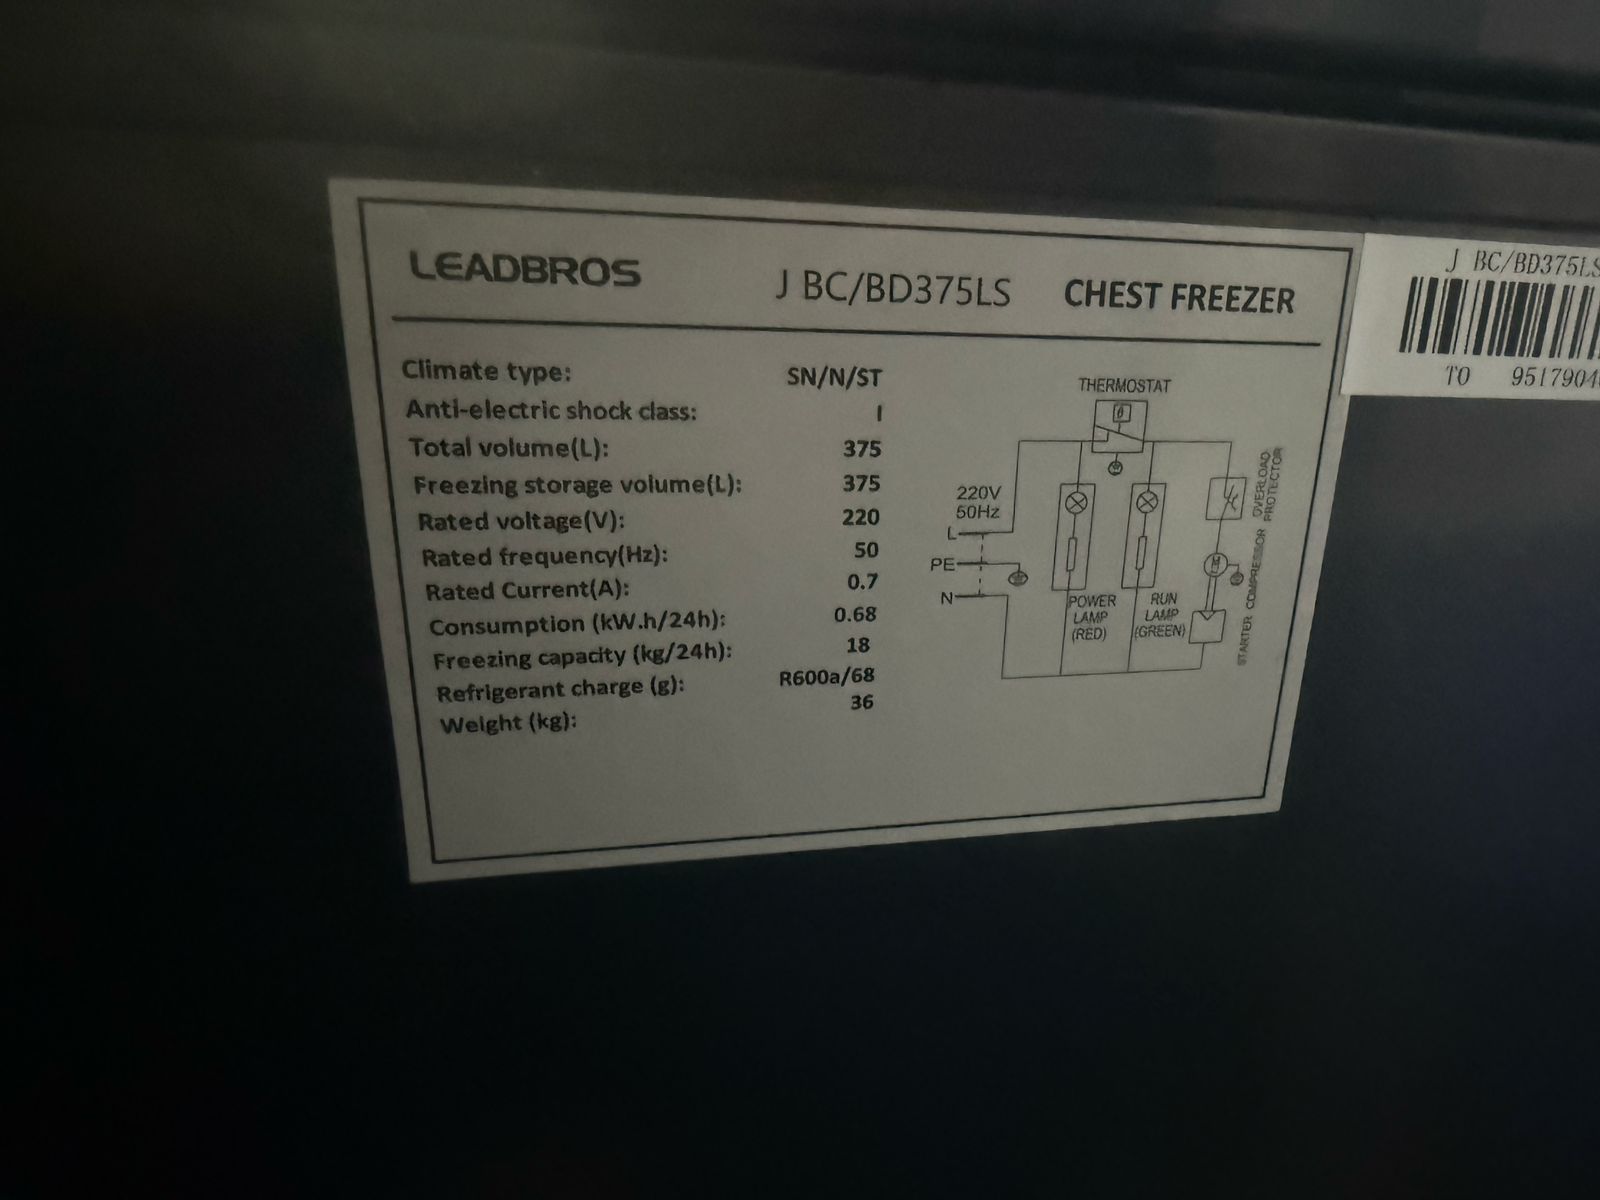 LEADBROS J BC/BD375LS CHEST FREEZER
Climate type: SN/N/ST
Anti-electric shock class: I
Total volume(L): 375
Freezing storage volume(L): 375
Rated voltage(V): 220
Rated frequency(Hz): 50
Rated Current(A): 0.7
Consumption (kW.h/24h): 0.68
Freezing capacity (kg/24h): 18
Refrigerant charge (g): R600a/68
Weight (kg): 36
THERMOSTAT
θ
220V
50Hz
L
PE
N
POWER
LAMP
(RED)
RUN
LAMP
(GREEN)
OVERLOAD
PROTECTOR
COMPRESSOR
STARTER
J BC/BD375LS
TO 9517904